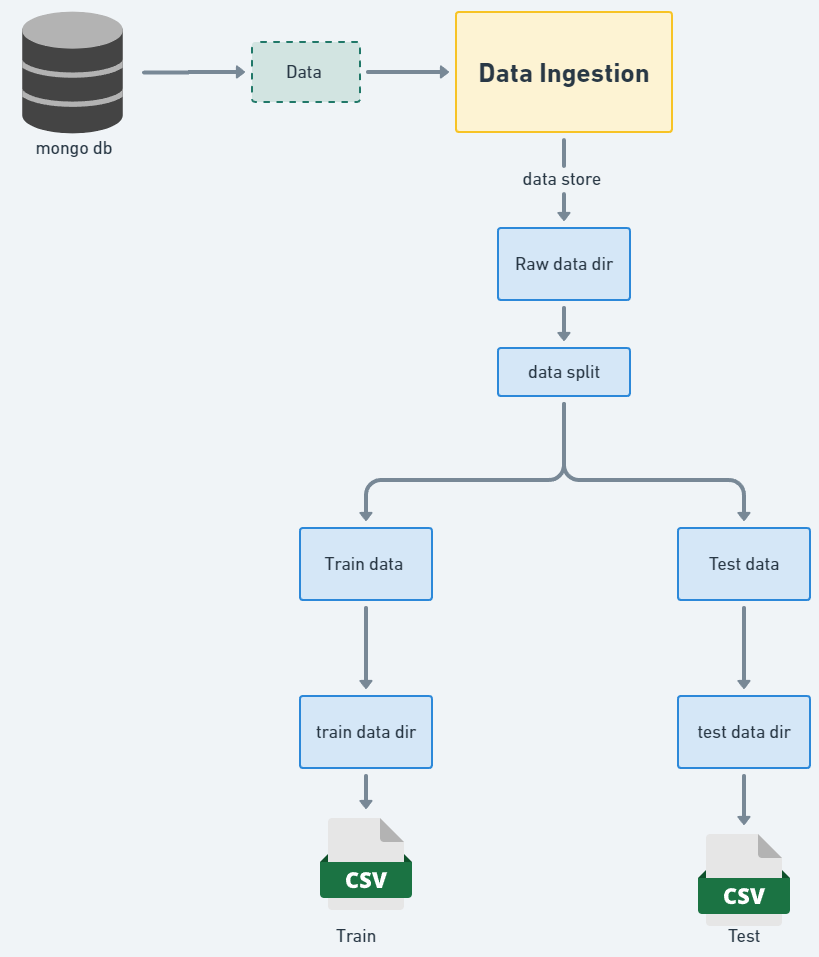 mongo db
Data
Data Ingestion
data store
Raw data dir
data split
Train data
Test data
train data dir
test data dir
CSV
CSV
Train
Test